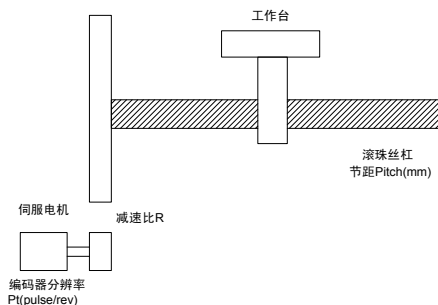 工作台
滚珠丝杠
节距Pitch(mm)
伺服电机
减速比R
编码器分辨率
Pt(pulse/rev)